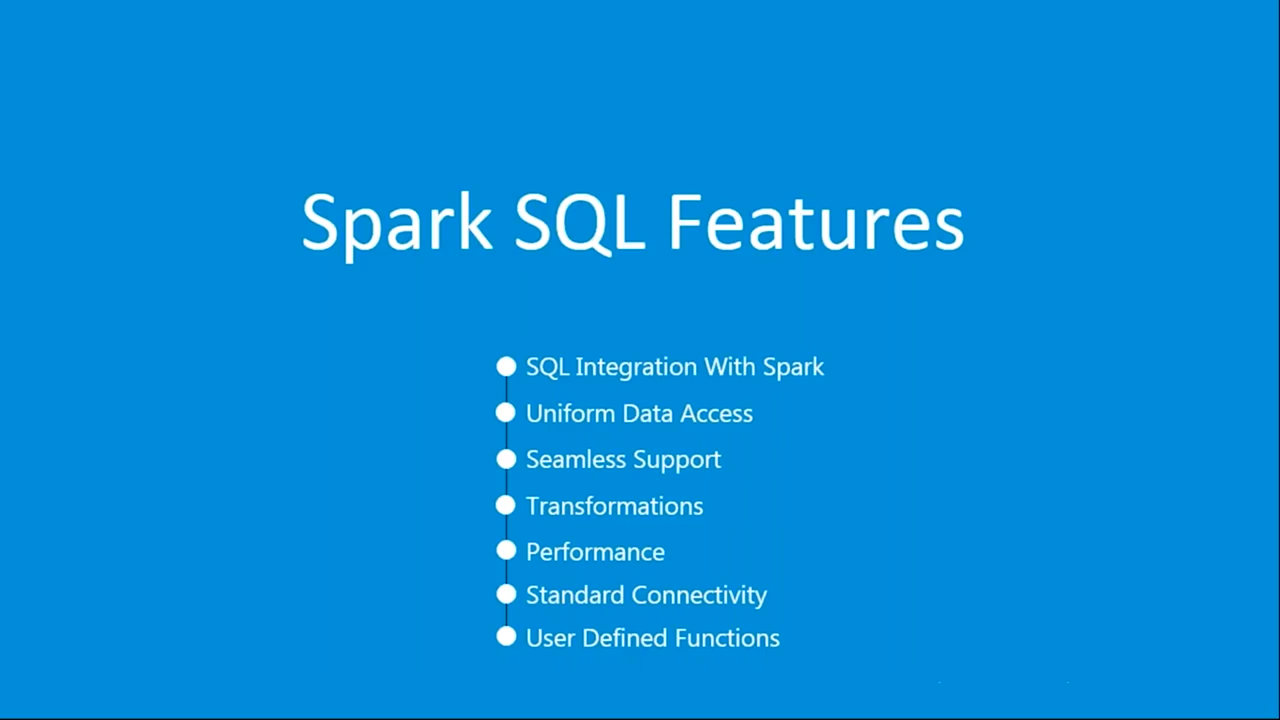 Spark SQL Features
SQL Integration With Spark
Uniform Data Access
Seamless Support
Transformations
Performance
Standard Connectivity
User Defined Functions